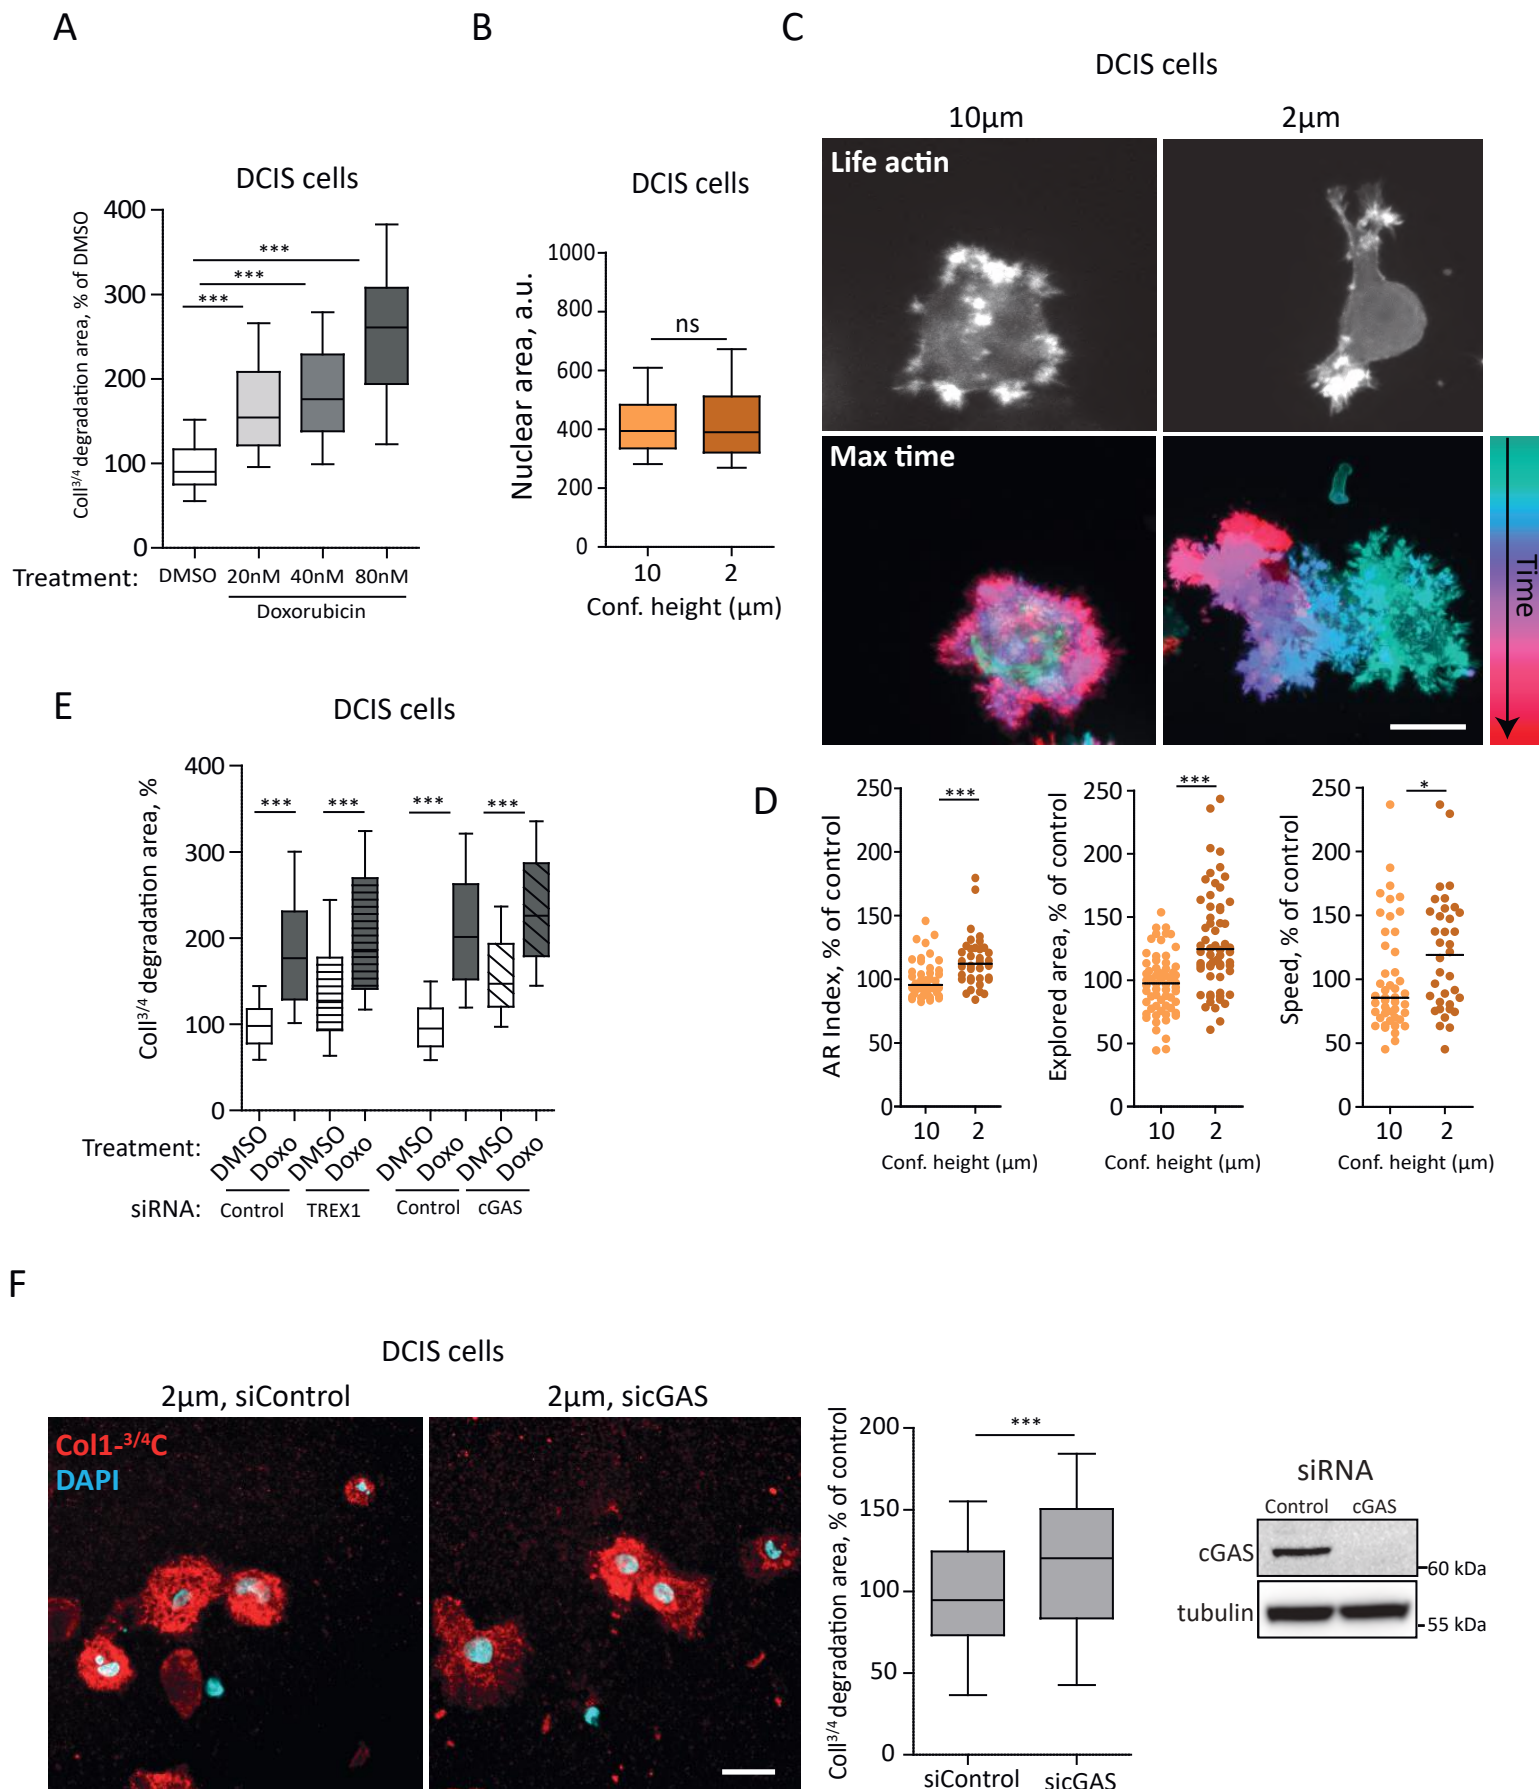 A
DCIS cells
Coll3/4 degradation area, % of DMSO
400
300
200
100
0
***
***
***
Treatment:
DMSO 20nM 40nM 80nM
Doxorubicin
B
DCIS cells
Nuclear area, a.u.
1000
800
600
400
200
0
ns
10 2
Conf. height (µm)
C
DCIS cells
10µm 2µm
Life actin
Max time
Time
D
AR Index, % of control
250
200
150
100
50
0
***
10 2
Conf. height (µm)
Explored area, % of control
250
200
150
100
50
0
***
10 2
Conf. height (µm)
Speed, % of control
250
200
150
100
50
0
*
10 2
Conf. height (µm)
E
DCIS cells
Coll3/4 degradation area, %
400
300
200
100
0
*** *** *** ***
Treatment: DMSO Doxo DMSO Doxo DMSO Doxo DMSO Doxo
siRNA: Control TREX1 Control cGAS
F
DCIS cells
2µm, siControl 2µm, sicGAS
Col1-3/4C
DAPI
Coll3/4 degradation area, % of control
200
150
100
50
0
***
siControl sicGAS
siRNA
Control cGAS
cGAS
60 kDa
tubulin
55 kDa